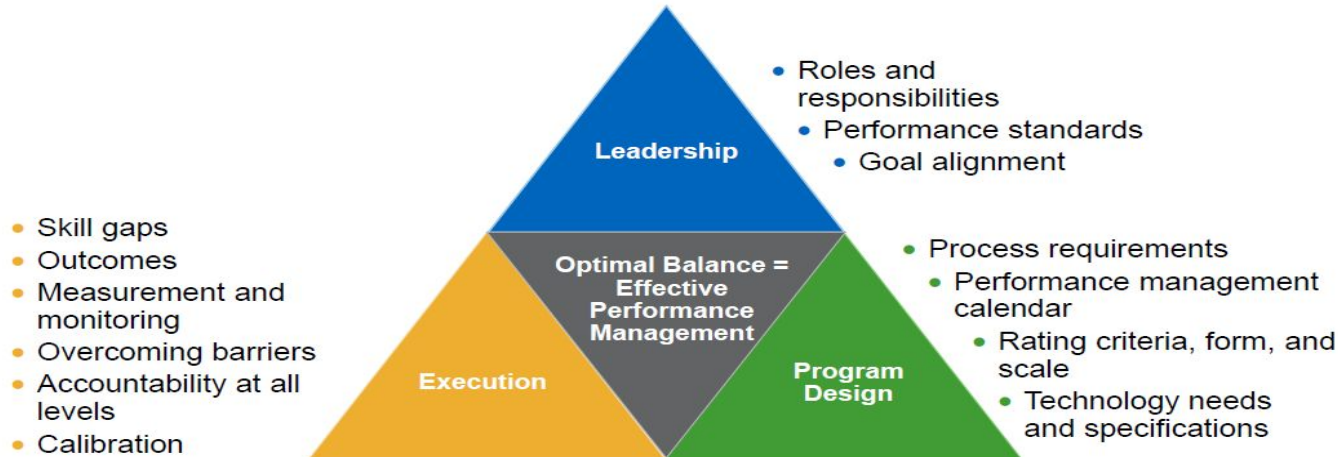 Leadership
• Roles and
responsibilities
• Performance standards
• Goal alignment
• Skill gaps
• Outcomes
• Measurement and
monitoring
• Overcoming barriers
• Accountability at all
levels
• Calibration
Execution
Optimal Balance =
Effective
Performance
Management
Program
Design
• Process requirements
• Performance management
calendar
• Rating criteria, form, and
scale
• Technology needs
and specifications